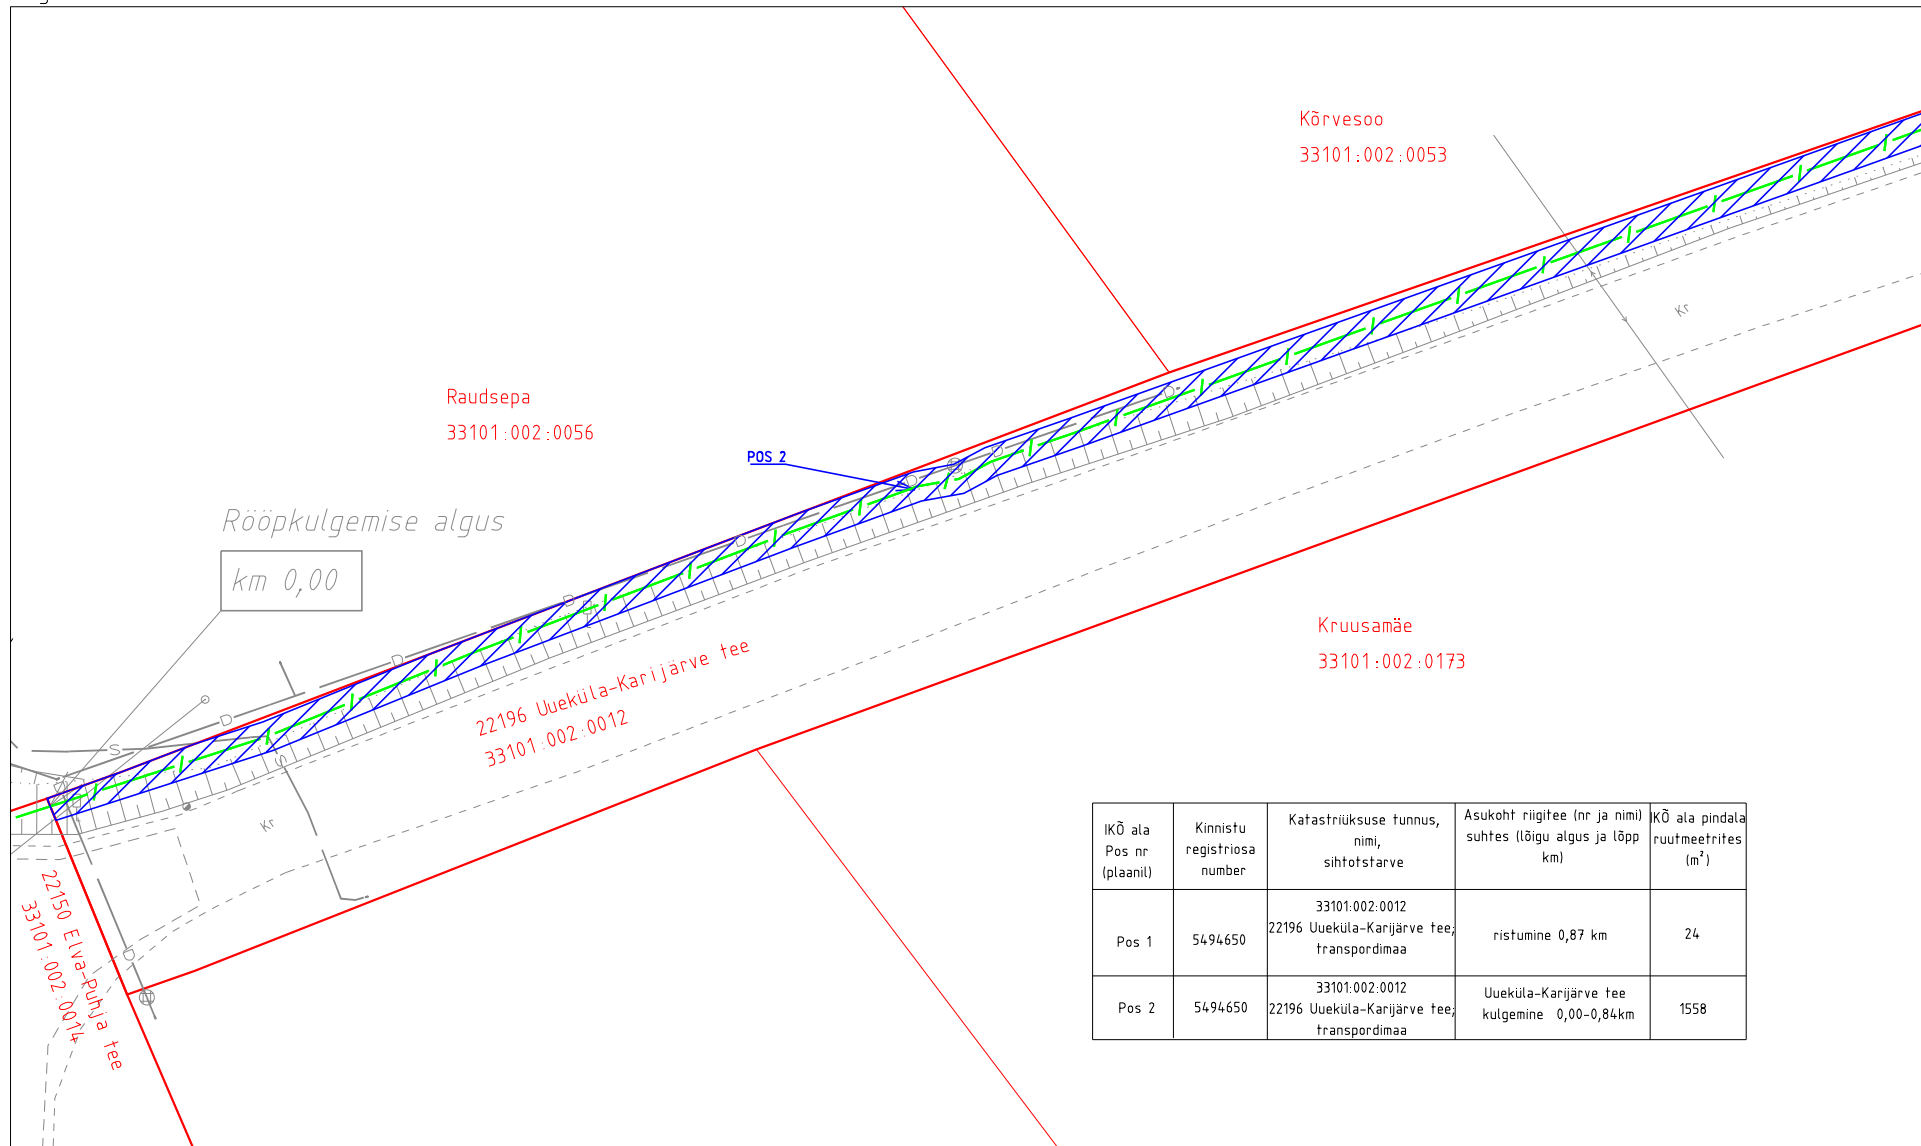 Kõrvesoo
33101:002:0053
Raudsepa
33101:002:0056
POS 2
Rööpkulgemise algus
km 0,00
22196 Uueküla-Karijärve tee
33101:002:0012
Kruusamäe
33101:002:0173
22150 Elva-Puhja tee
33101:002:0014
Kr
Kr
D
D
D
D
D
D
D
D
S
S
IKÕ ala
Pos nr
(plaanil)
Kinnistu
registriosa
number
Katastriüksuse tunnus,
nimi,
sihtotstarve
Asukoht riigitee (nr ja nimi)
suhtes (lõigu algus ja lõpp
km)
IKÕ ala pindala
ruutmeetrites
(m²)
Pos 1
5494650
33101:002:0012
22196 Uueküla-Karijärve tee;
transpordimaa
ristumine 0,87 km
24
Pos 2
5494650
33101:002:0012
22196 Uueküla-Karijärve tee;
transpordimaa
Uueküla-Karijärve tee
kulgemine 0,00-0,84km
1558